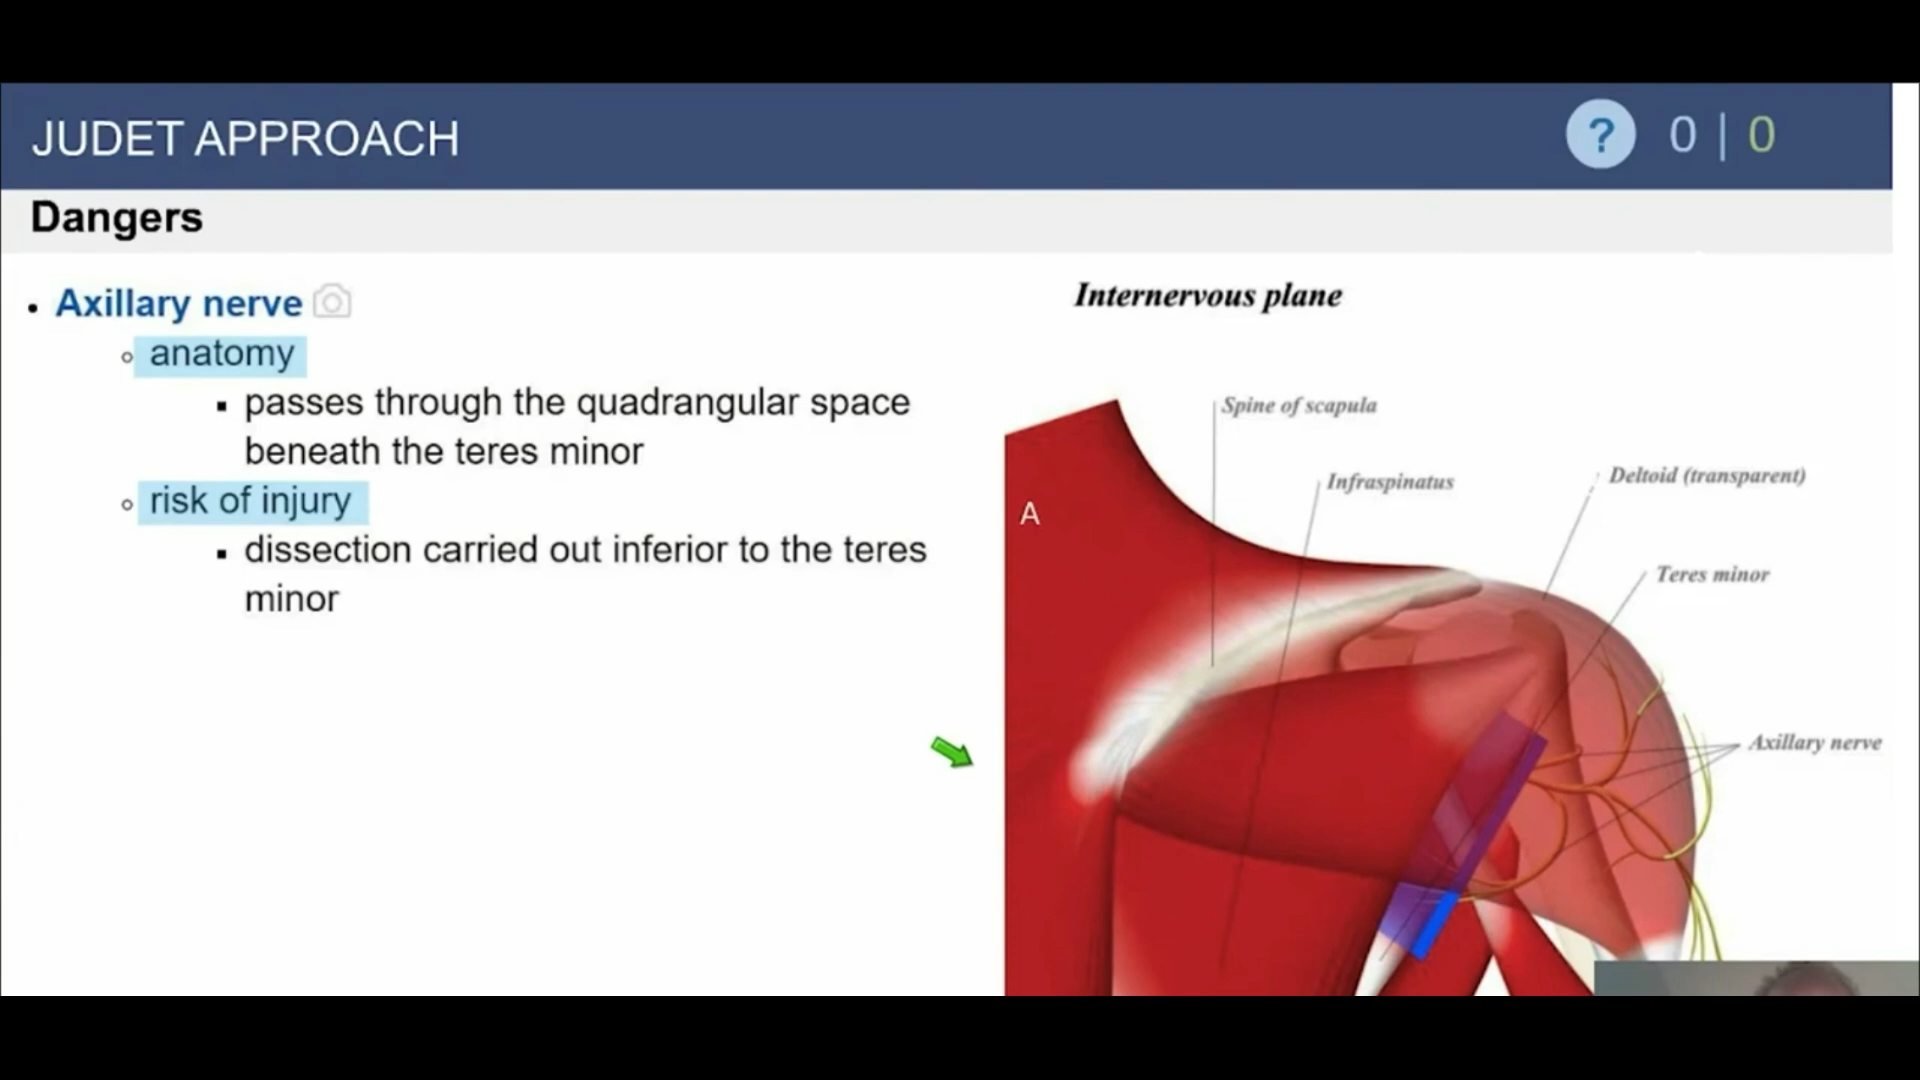 JUDET APPROACH
? 0 | 0
Dangers
• Axillary nerve
○ anatomy
▪ passes through the quadrangular space
beneath the teres minor
○ risk of injury
▪ dissection carried out inferior to the teres
minor
Internervous plane
Spine of scapula
Deltoid (transparent)
Infraspinatus
A
Teres minor
Axillary nerve